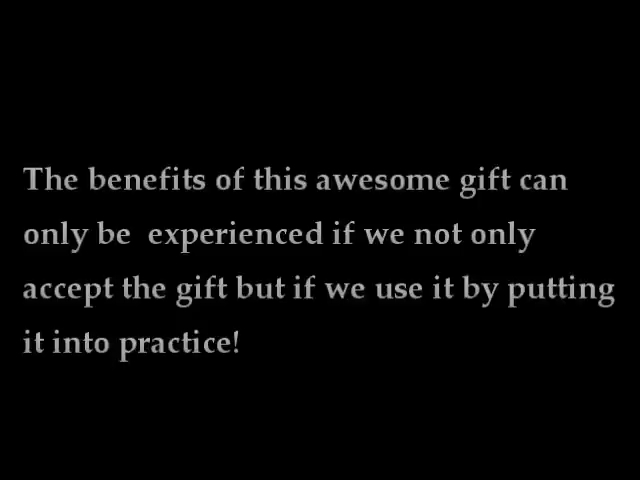 The benefits of this awesome gift can
only be  experienced if we not only
accept the gift but if we use it by putting
it into practice!